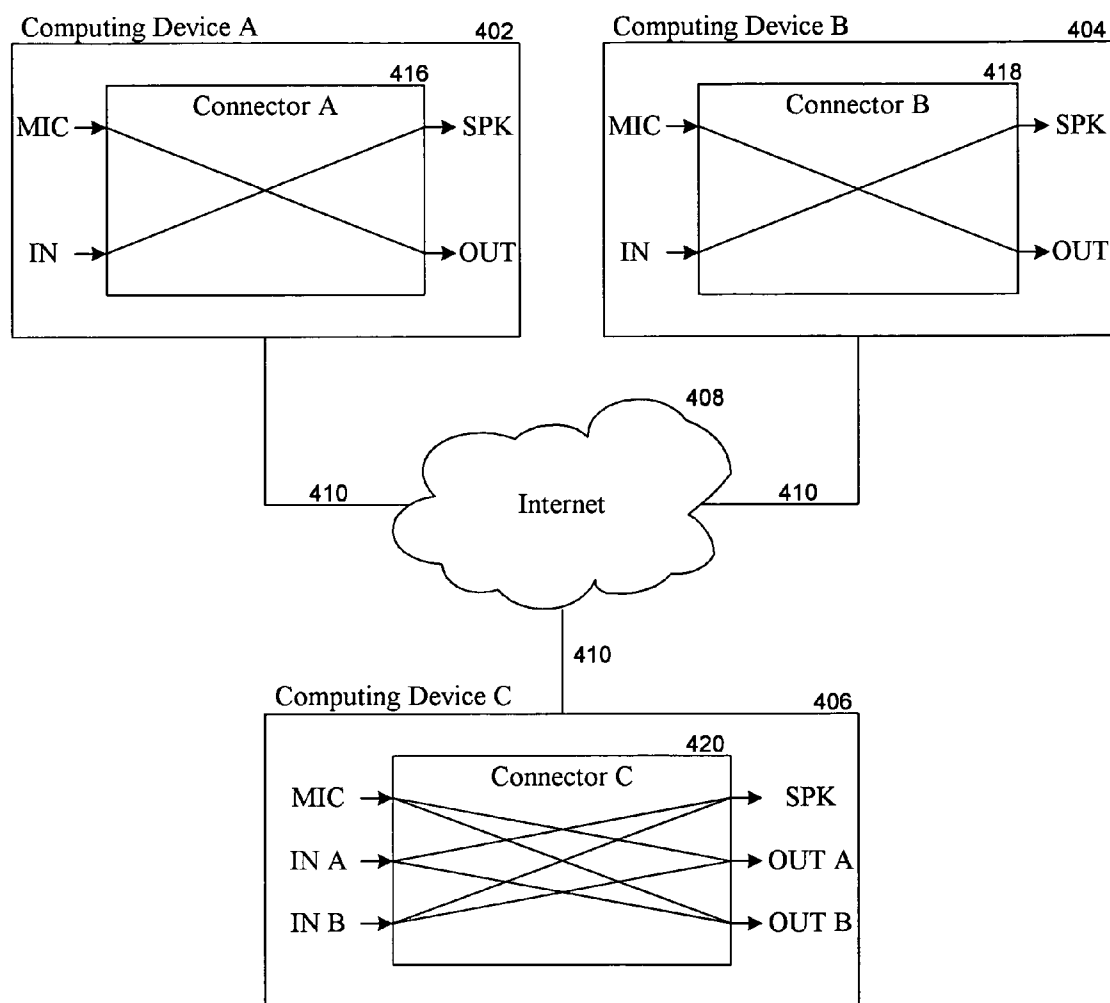 Computing Device A 402
416
Connector A
MIC SPK
IN OUT
Computing Device B 404
418
Connector B
MIC SPK
IN OUT
408
Internet
410 410
410
Computing Device C 406
420
Connector C
MIC SPK
IN A OUT A
IN B OUT B